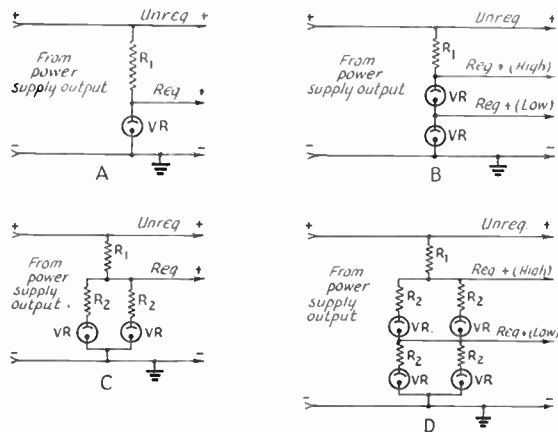 + Unreg +
R1
From
power
supply output
Reg +
VR
- -
A
+ Unreg +
R1
From
power
supply output
Reg + (High)
VR
Reg + (Low)
VR
- -
B
+ Unreg +
R1
From
power
supply output
Reg +
R2 R2
VR VR
- -
C
+ Unreg. +
R1
From
power
supply
output
Reg + (High)
R2 R2
VR. VR
Reg + (Low)
R2 R2
VR VR
- -
D